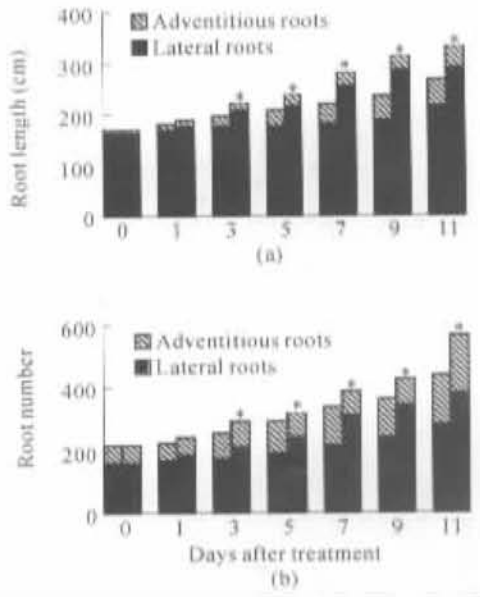 400
Adventitious roots
Lateral roots
300
200
100
0
Root length (cm)
* * * * *
0 1 3 5 7 9 11
(a)
600
Adventitious roots
Lateral roots
400
200
0
Root number
* * * * *
0 1 3 5 7 9 11
Days after treatment
(b)